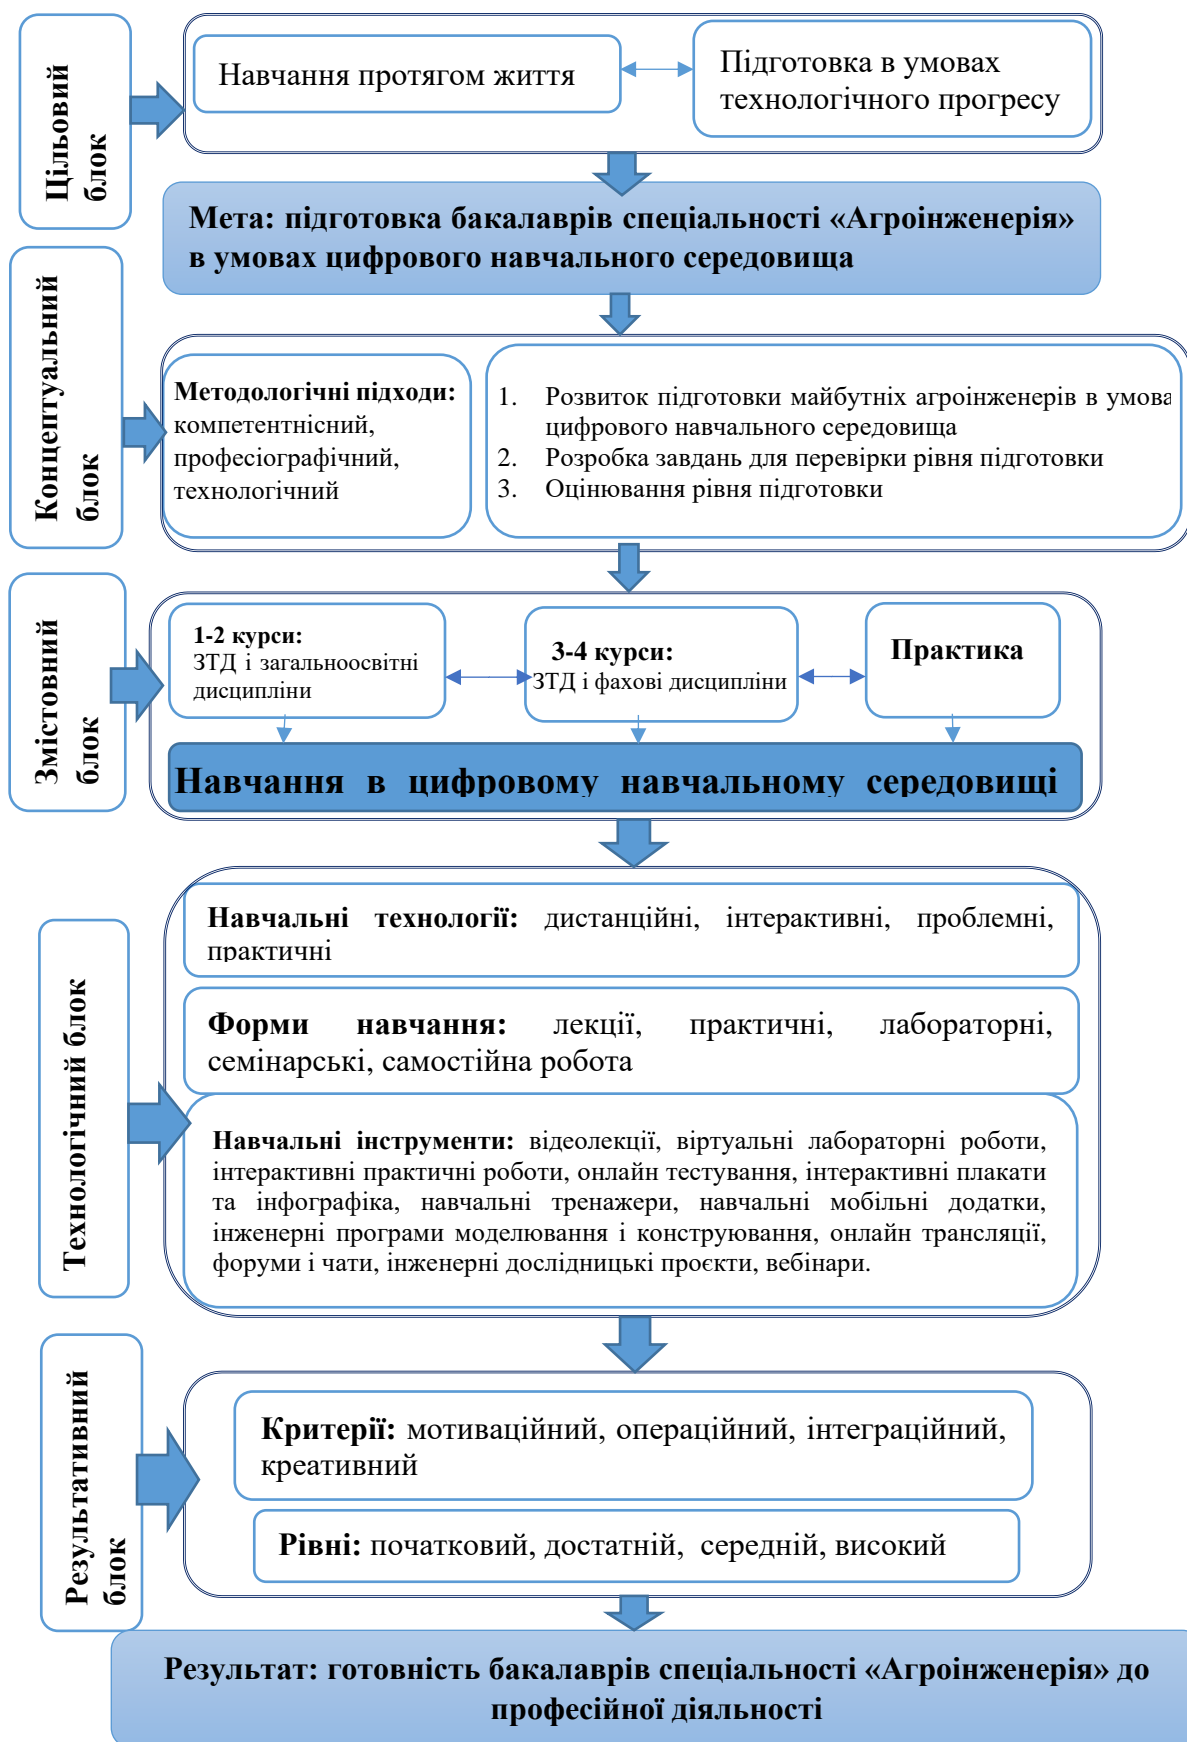 Цільовий
блок
Навчання протягом життя
Підготовка в умовах
технологічного прогресу
Мета: підготовка бакалаврів спеціальності «Агроінженерія»
в умовах цифрового навчального середовища
Концептуальний
блок
Методологічні підходи:
компетентнісний,
професіографічний,
технологічний
1. Розвиток підготовки майбутніх агроінженерів в умова
цифрового навчального середовища
2. Розробка завдань для перевірки рівня підготовки
3. Оцінювання рівня підготовки
Змістовний
блок
1-2 курси:
ЗТД і загальноосвітні
дисципліни
3-4 курси:
ЗТД і фахові дисципліни
Практика
Навчання в цифровому навчальному середовищі
Технологічний блок
Навчальні технології: дистанційні, інтерактивні, проблемні,
практичні
Форми навчання: лекції, практичні, лабораторні,
семінарські, самостійна робота
Навчальні інструменти: відеолекції, віртуальні лабораторні роботи,
інтерактивні практичні роботи, онлайн тестування, інтерактивні плакати
та інфографіка, навчальні тренажери, навчальні мобільні додатки,
інженерні програми моделювання і конструювання, онлайн трансляції,
форуми і чати, інженерні дослідницькі проєкти, вебінари.
Результативний
блок
Критерії: мотиваційний, операційний, інтеграційний,
креативний
Рівні: початковий, достатній, середній, високий
Результат: готовність бакалаврів спеціальності «Агроінженерія» до
професійної діяльності